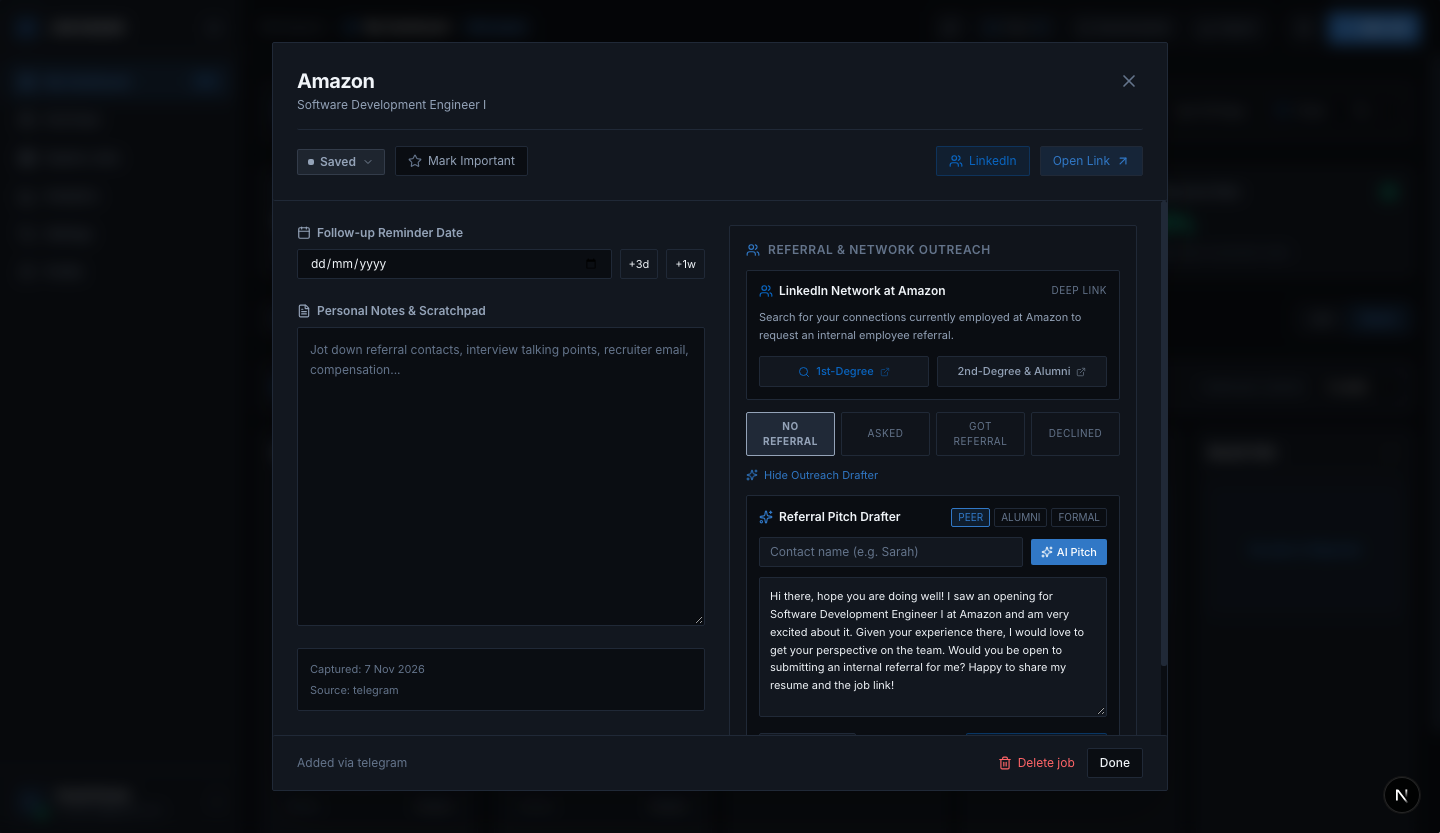 Amazon
Software Development Engineer I
Saved
Mark Important
LinkedIn
Open Link
Follow-up Reminder Date
dd/mm/yyyy
+3d
+1w
Personal Notes & Scratchpad
Jot down referral contacts, interview talking points, recruiter email,
compensation...
Captured: 7 Nov 2026
Source: telegram
REFERRAL & NETWORK OUTREACH
LinkedIn Network at Amazon
DEEP LINK
Search for your connections currently employed at Amazon to
request an internal employee referral.
1st-Degree
2nd-Degree & Alumni
NO
REFERRAL
ASKED
GOT
REFERRAL
DECLINED
Hide Outreach Drafter
Referral Pitch Drafter
PEER
ALUMNI
FORMAL
Contact name (e.g. Sarah)
AI Pitch
Hi there, hope you are doing well! I saw an opening for
Software Development Engineer I at Amazon and am very
excited about it. Given your experience there, I would love to
get your perspective on the team. Would you be open to
submitting an internal referral for me? Happy to share my
resume and the job link!
Added via telegram
Delete job
Done
N